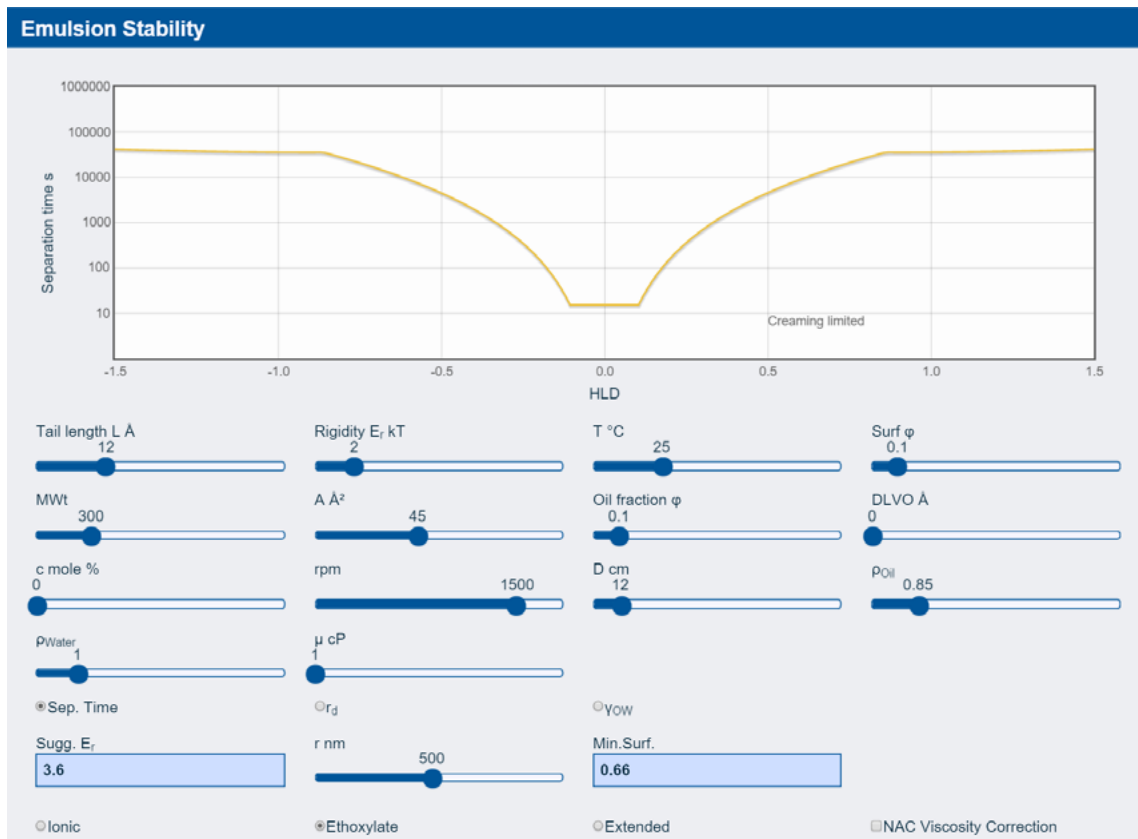 Emulsion Stability
1000000
100000
10000
1000
100
10
Separation time s
Creaming limited
-1.5 -1.0 -0.5 0.0 0.5 1.0 1.5
HLD
Tail length L Å Rigidity Eᵣ kT T °C Surf φ
12 2 25 0.1
MWt A Å² Oil fraction φ DLVO Å
300 45 0.1 0
c mole % rpm D cm ρOil
0 1500 12 0.85
ρWater μ cP
1 1
Sep. Time rd γOW
Sugg. Eᵣ r nm Min.Surf.
3.6 500 0.66
Ionic Ethoxylate Extended NAC Viscosity Correction